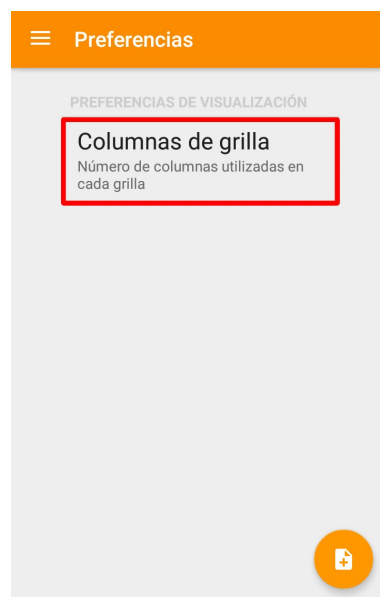 Preferencias
PREFERENCIAS DE VISUALIZACIÓN
Columnas de grilla
Número de columnas utilizadas en
cada grilla